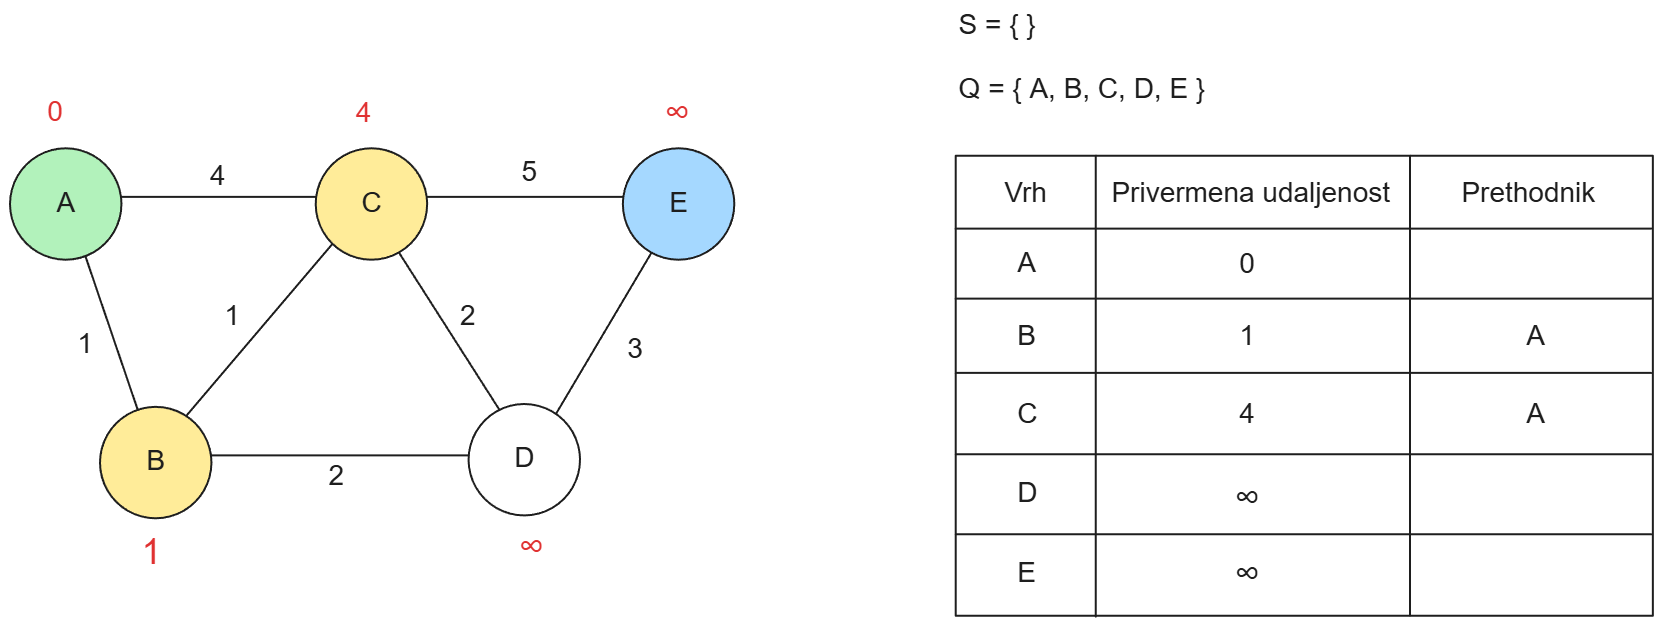 S = { }
Q = { A, B, C, D, E }
0
4
∞
A
4
C
5
E
1
1
2
3
B
2
D
1
∞
Vrh Privermena udaljenost Prethodnik
A 0
B 1 A
C 4 A
D ∞
E ∞